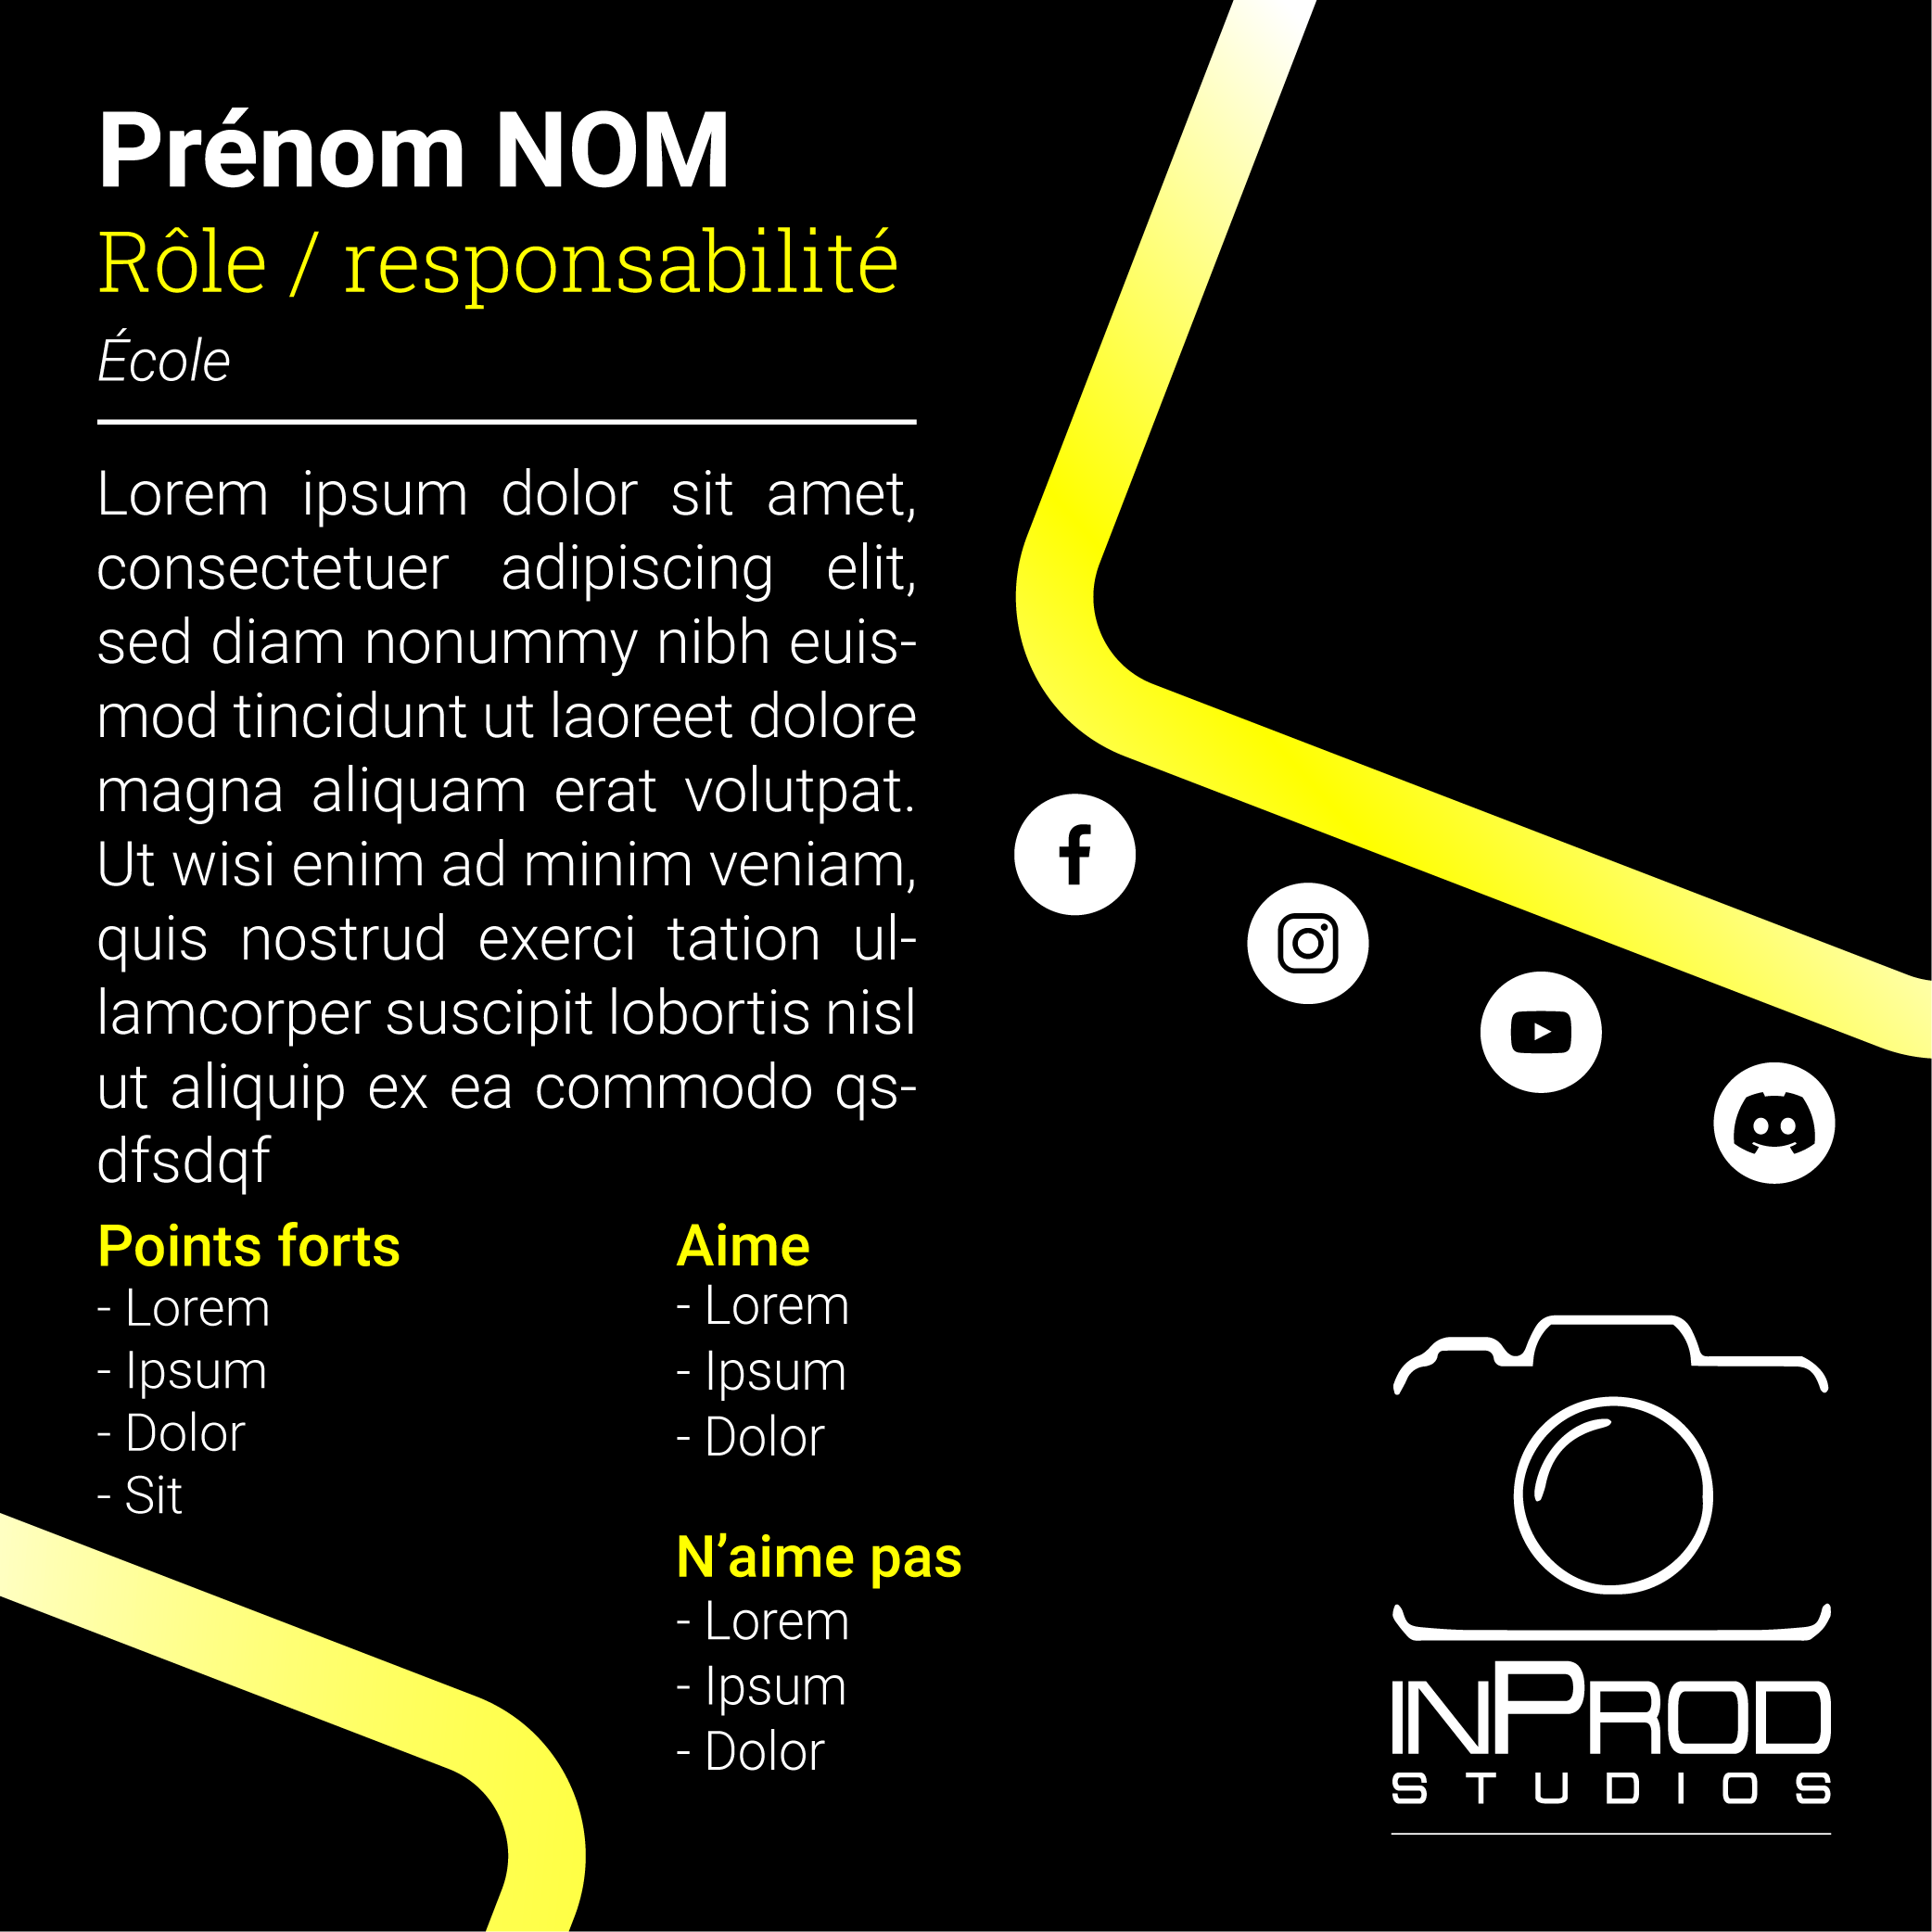 Prénom NOM
Rôle / responsabilité
École
Lorem ipsum dolor sit amet,
consectetuer adipiscing elit,
sed diam nonummy nibh euis-
mod tincidunt ut laoreet dolore
magna aliquam erat volutpat.
Ut wisi enim ad minim veniam,
quis nostrud exerci tation ul-
lamcorper suscipit lobortis nisl
ut aliquip ex ea commodo qs-
dfsdqf
Points forts
- Lorem
- Ipsum
- Dolor
- Sit
Aime
- Lorem
- Ipsum
- Dolor
N’aime pas
- Lorem
- Ipsum
- Dolor
INPROD
STUDIOS